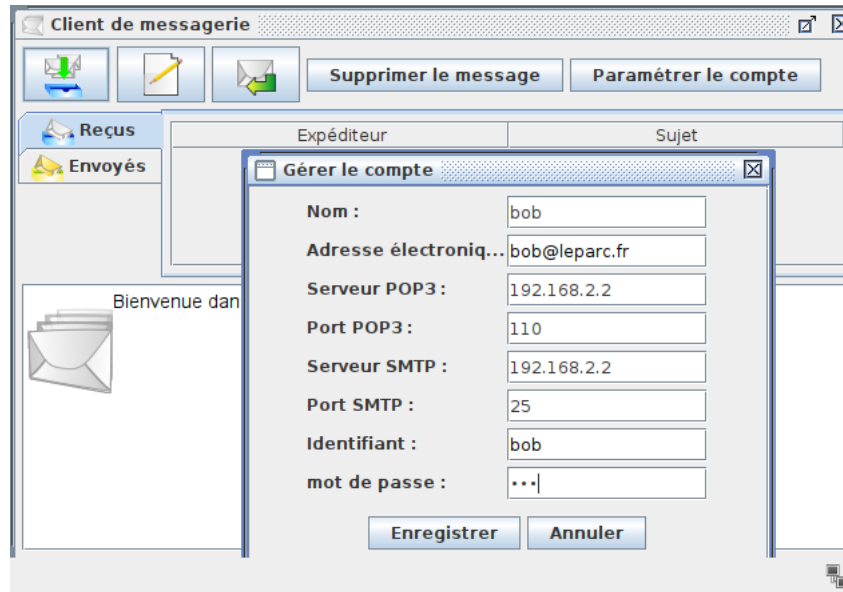 Client de messagerie
Supprimer le message
Paramétrer le compte
Reçus
Envoyés
Expéditeur
Sujet
Gérer le compte
Nom :
bob
Adresse électroniq...
bob@leparc.fr
Serveur POP3 :
192.168.2.2
Port POP3 :
110
Serveur SMTP :
192.168.2.2
Port SMTP :
25
Identifiant :
bob
mot de passe :
•••
Bienvenue dan
Enregistrer
Annuler